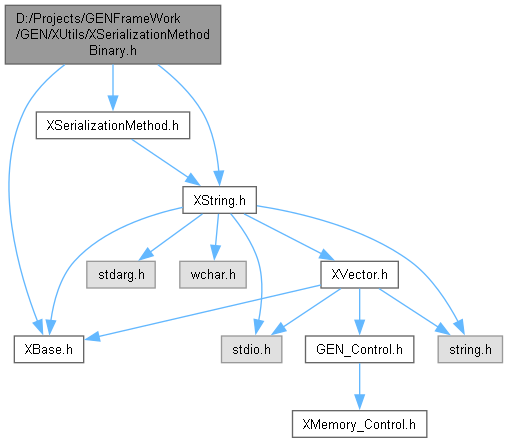 D:/Projects/GENFrameWork
/GEN/XUtils/XSerializationMethod
Binary.h
XSerializationMethod.h
XString.h
stdarg.h
wchar.h
XVector.h
XBase.h
stdio.h
GEN_Control.h
string.h
XMemory_Control.h